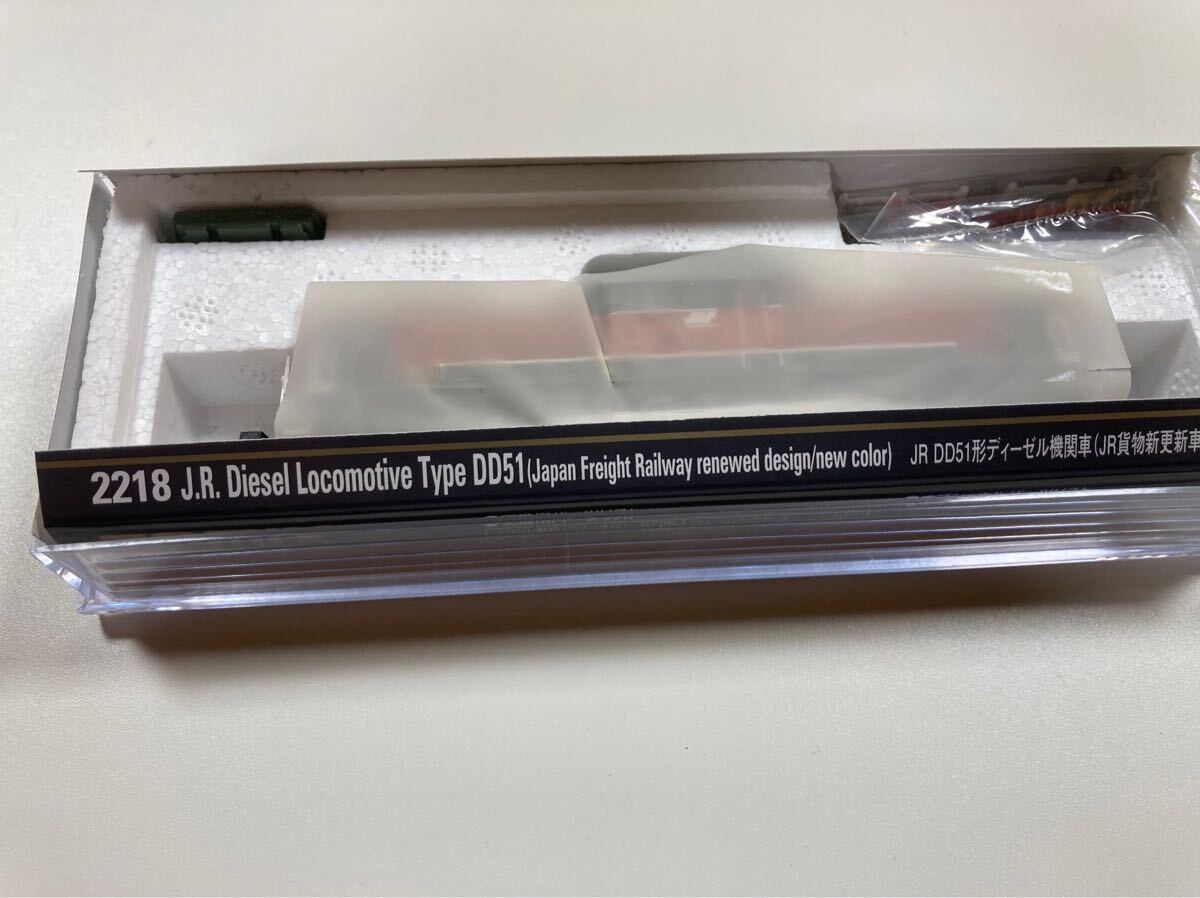 2218 J.R. Diesel Locomotive Type DD51(Japan Freight Railway renewed design/new color) JR DD51形ディーゼル機関車(JR貨物新更新車